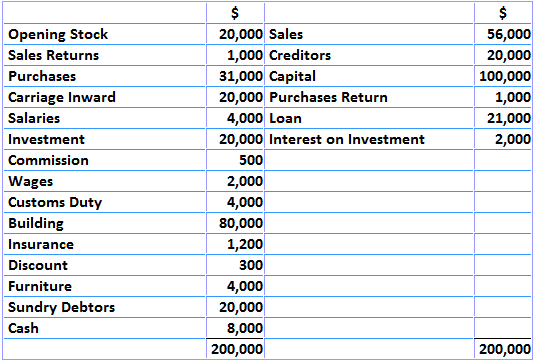 $ $
Opening Stock 20,000 Sales 56,000
Sales Returns 1,000 Creditors 20,000
Purchases 31,000 Capital 100,000
Carriage Inward 20,000 Purchases Return 1,000
Salaries 4,000 Loan 21,000
Investment 20,000 Interest on Investment 2,000
Commission 500
Wages 2,000
Customs Duty 4,000
Building 80,000
Insurance 1,200
Discount 300
Furniture 4,000
Sundry Debtors 20,000
Cash 8,000
200,000 200,000